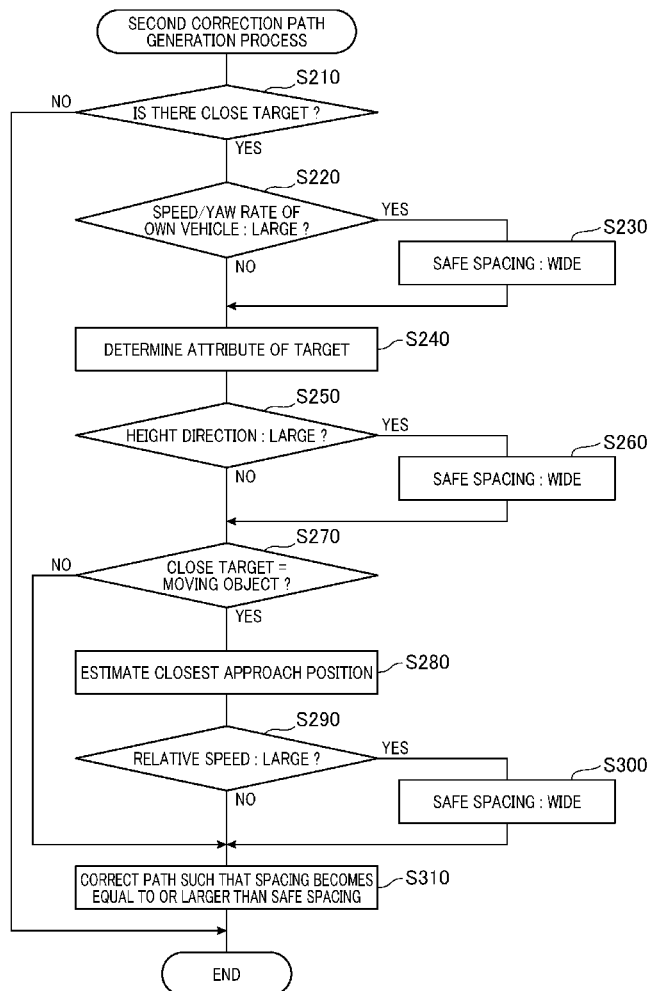 SECOND CORRECTION PATH
GENERATION PROCESS
S210
NO
IS THERE CLOSE TARGET ?
YES
S220
SPEED/YAW RATE OF
OWN VEHICLE : LARGE ?
YES
S230
SAFE SPACING : WIDE
NO
DETERMINE ATTRIBUTE OF TARGET
S240
S250
HEIGHT DIRECTION : LARGE ?
YES
S260
SAFE SPACING : WIDE
NO
S270
NO
CLOSE TARGET =
MOVING OBJECT ?
YES
ESTIMATE CLOSEST APPROACH POSITION
S280
S290
RELATIVE SPEED : LARGE ?
YES
S300
SAFE SPACING : WIDE
NO
CORRECT PATH SUCH THAT SPACING BECOMES
EQUAL TO OR LARGER THAN SAFE SPACING
S310
END